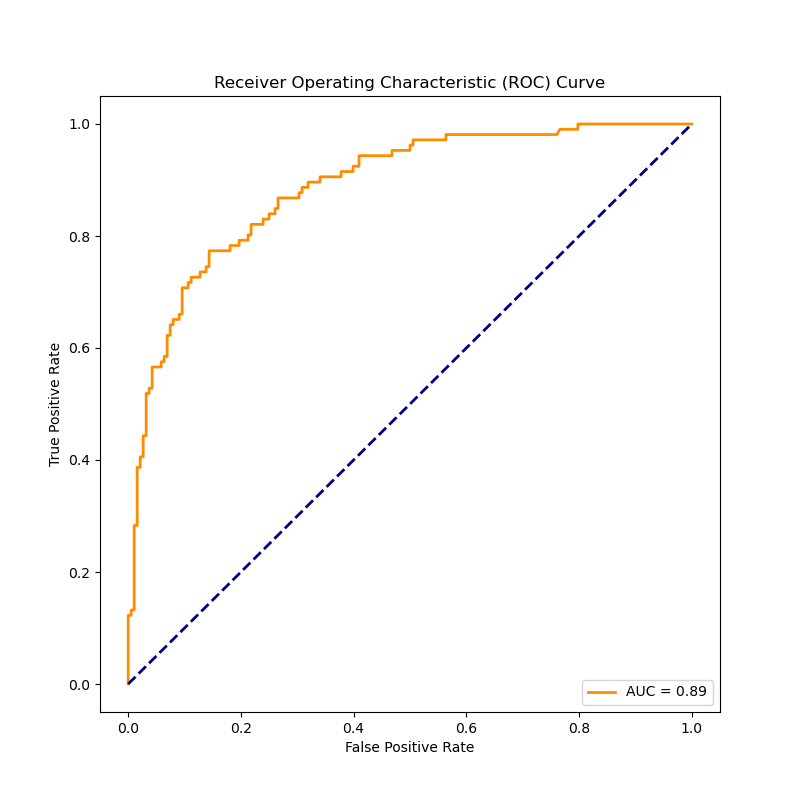 Receiver Operating Characteristic (ROC) Curve
True Positive Rate
1.0
0.8
0.6
0.4
0.2
0.0
AUC = 0.89
0.0 0.2 0.4 0.6 0.8 1.0
False Positive Rate